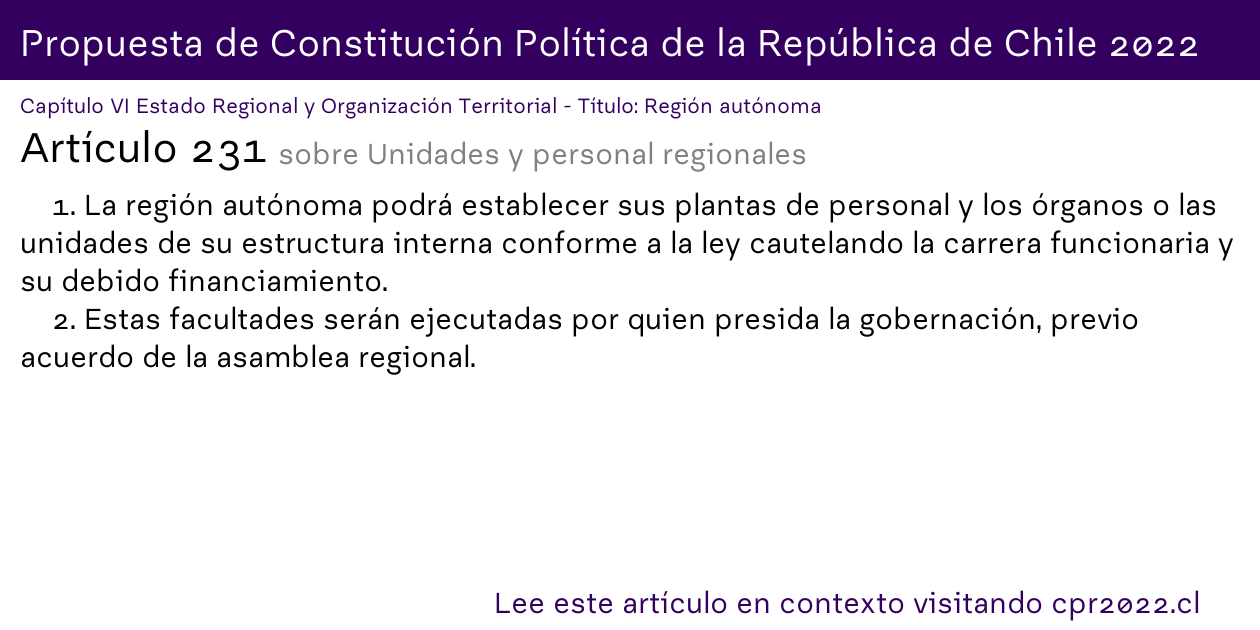 Propuesta de Constitución Política de la República de Chile 2022
Capítulo VI Estado Regional y Organización Territorial - Título: Región autónoma
Artículo 231 sobre Unidades y personal regionales
1. La región autónoma podrá establecer sus plantas de personal y los órganos o las
unidades de su estructura interna conforme a la ley cautelando la carrera funcionaria y
su debido financiamiento.
2. Estas facultades serán ejecutadas por quien presida la gobernación, previo
acuerdo de la asamblea regional.
Lee este artículo en contexto visitando cpr2022.cl